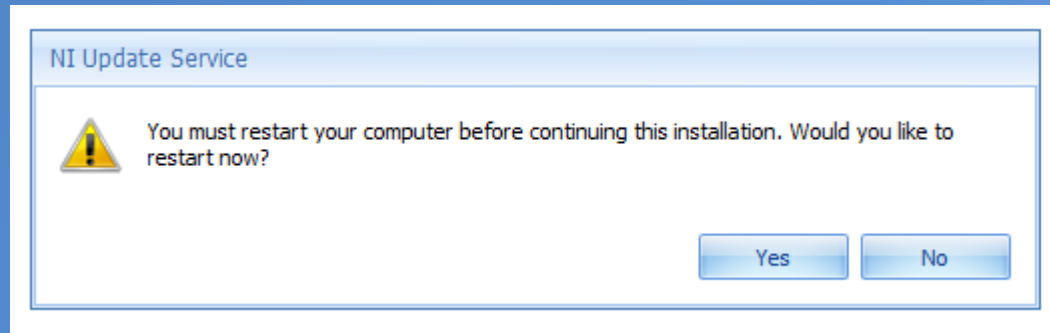 NI Update Service
You must restart your computer before continuing this installation. Would you like to
restart now?
Yes No